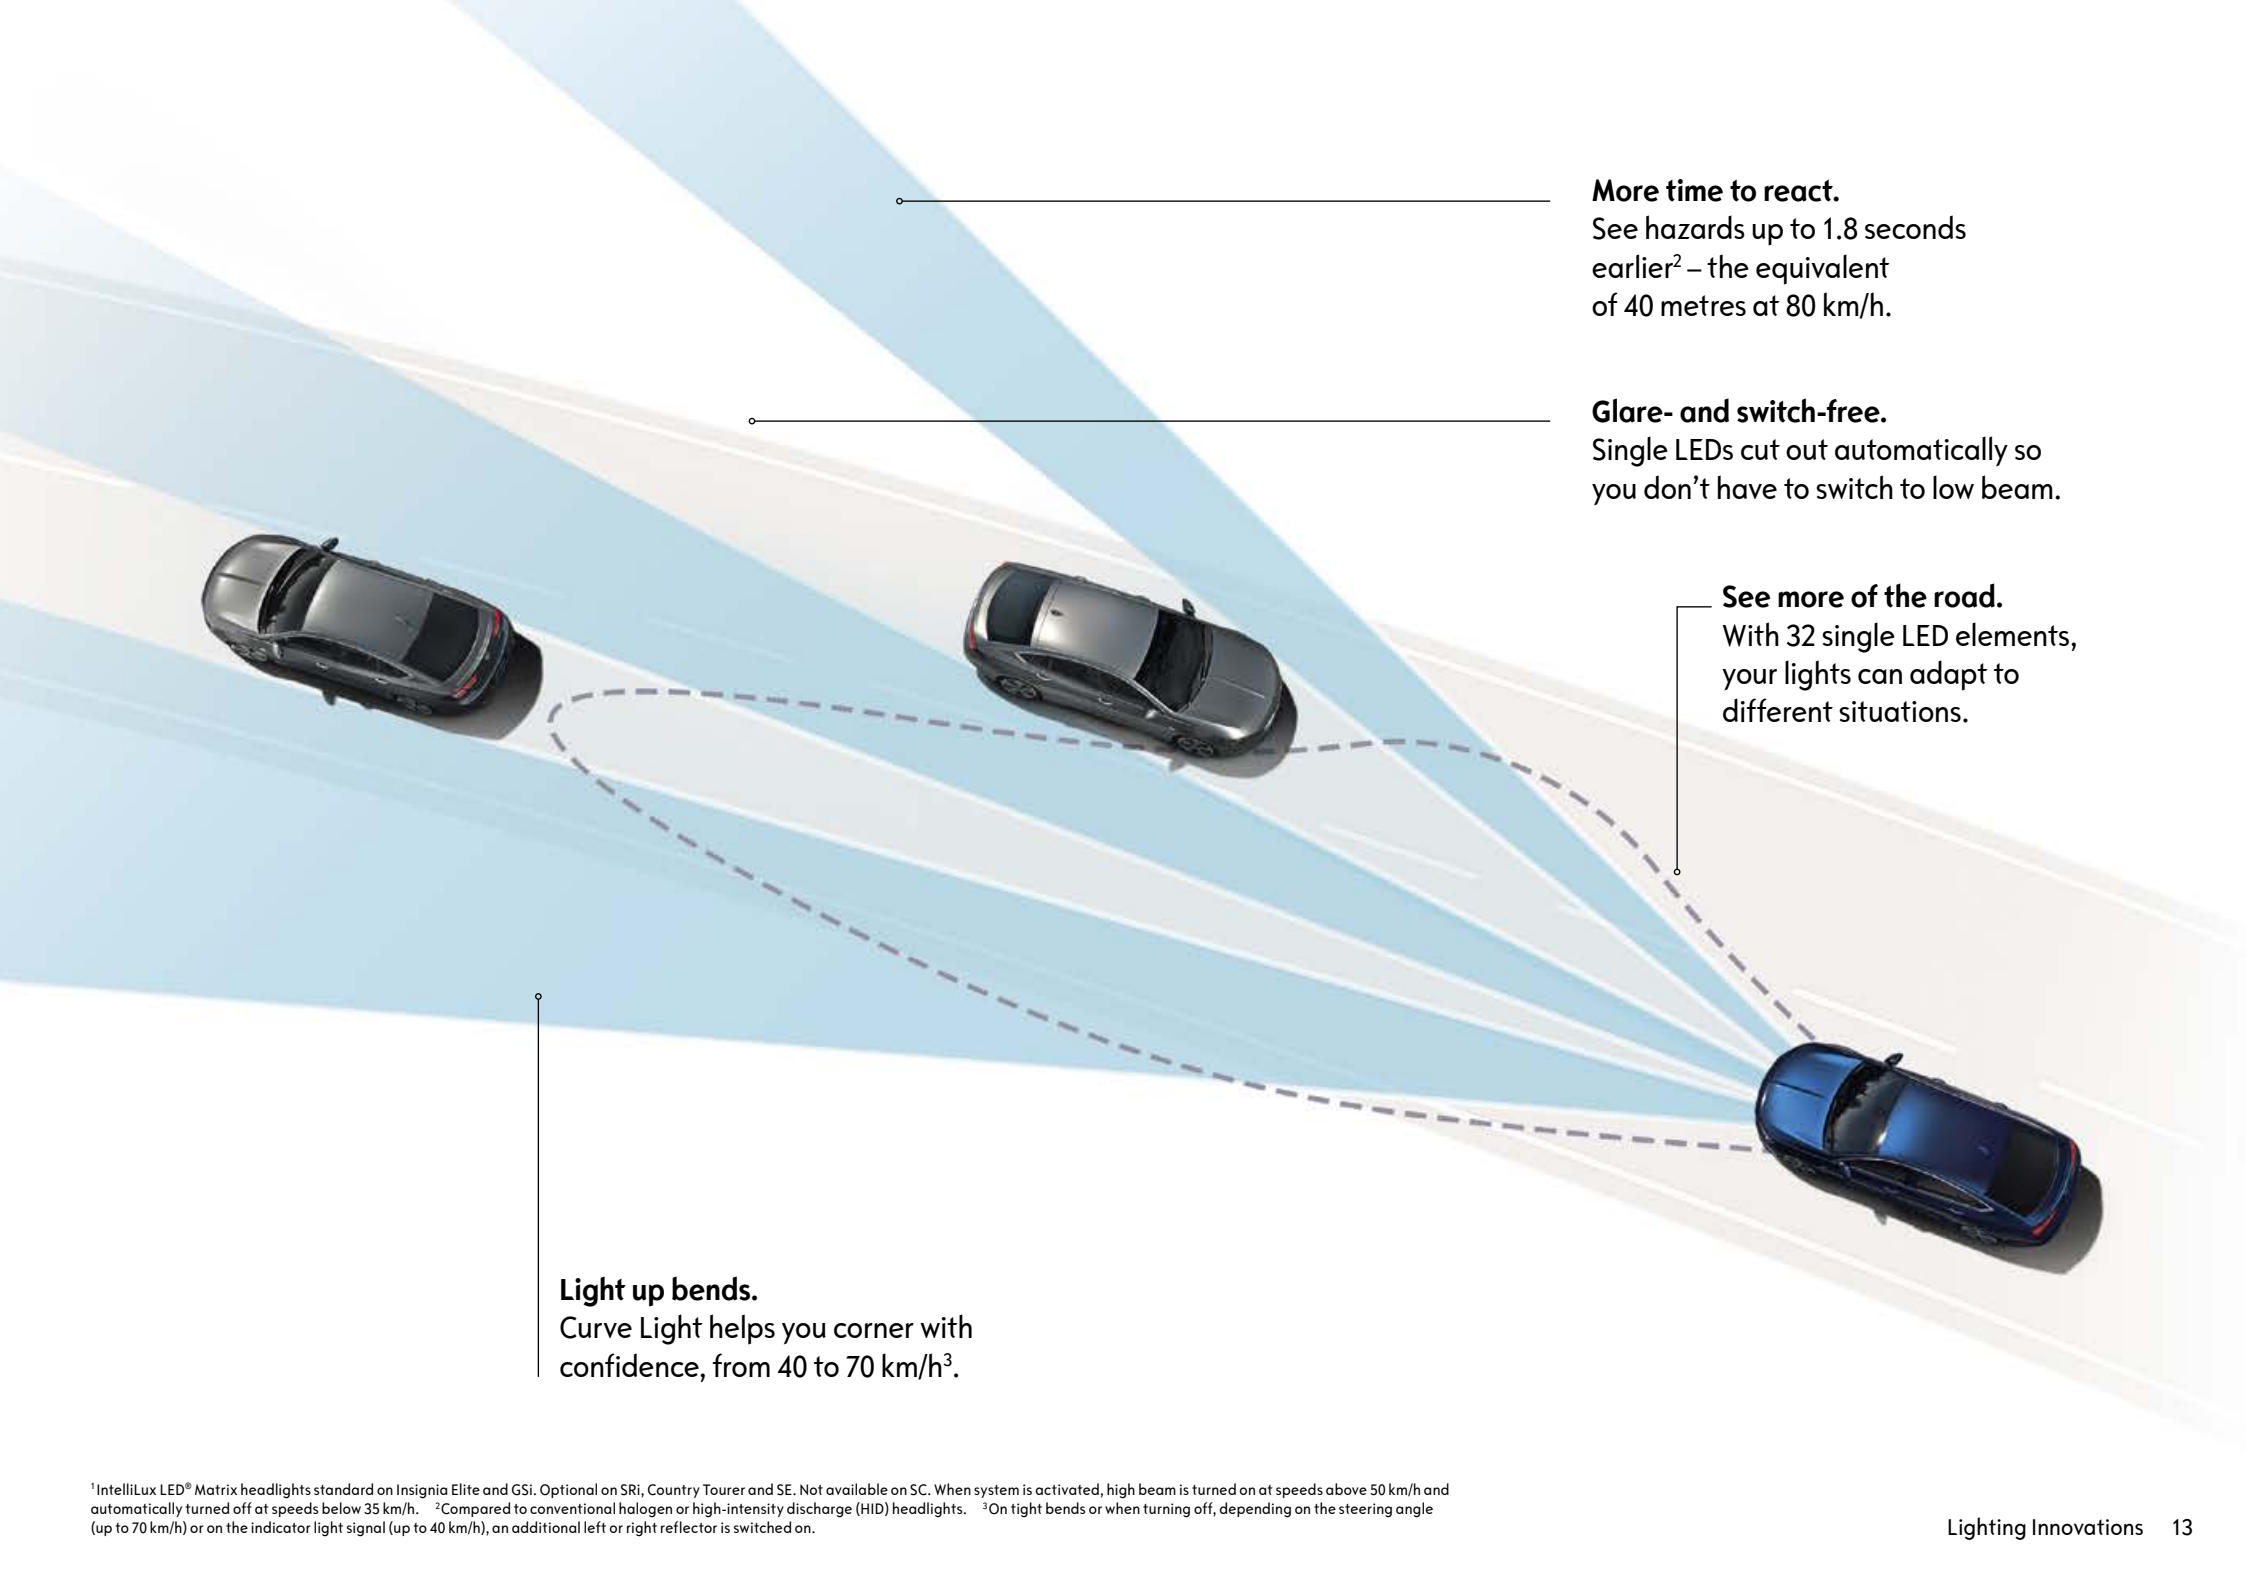 More time to react.
See hazards up to 1.8 seconds
earlier² – the equivalent
of 40 metres at 80 km/h.
Glare- and switch-free.
Single LEDs cut out automatically so
you don’t have to switch to low beam.
See more of the road.
With 32 single LED elements,
your lights can adapt to
different situations.
Light up bends.
Curve Light helps you corner with
confidence, from 40 to 70 km/h³.
¹ IntelliLux LED® Matrix headlights standard on Insignia Elite and GSi. Optional on SRi, Country Tourer and SE. Not available on SC. When system is activated, high beam is turned on at speeds above 50 km/h and
automatically turned off at speeds below 35 km/h. ² Compared to conventional halogen or high-intensity discharge (HID) headlights. ³ On tight bends or when turning off, depending on the steering angle
(up to 70 km/h) or on the indicator light signal (up to 40 km/h), an additional left or right reflector is switched on.
Lighting Innovations 13